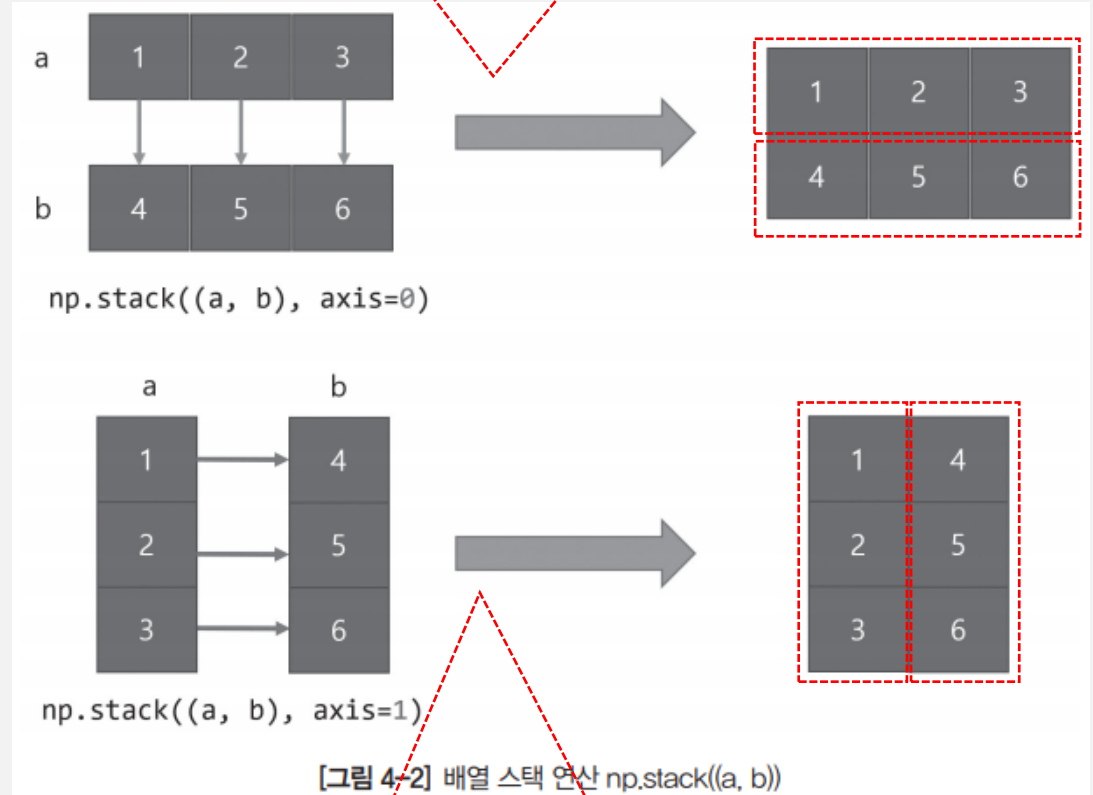 a 1 2 3
1 2 3
4 5 6
b 4 5 6
np.stack((a, b), axis=0)
a b
1 4
2 5
3 6
1 4
2 5
3 6
np.stack((a, b), axis=1)
[그림 4-2] 배열 스택 연산 np.stack((a, b))